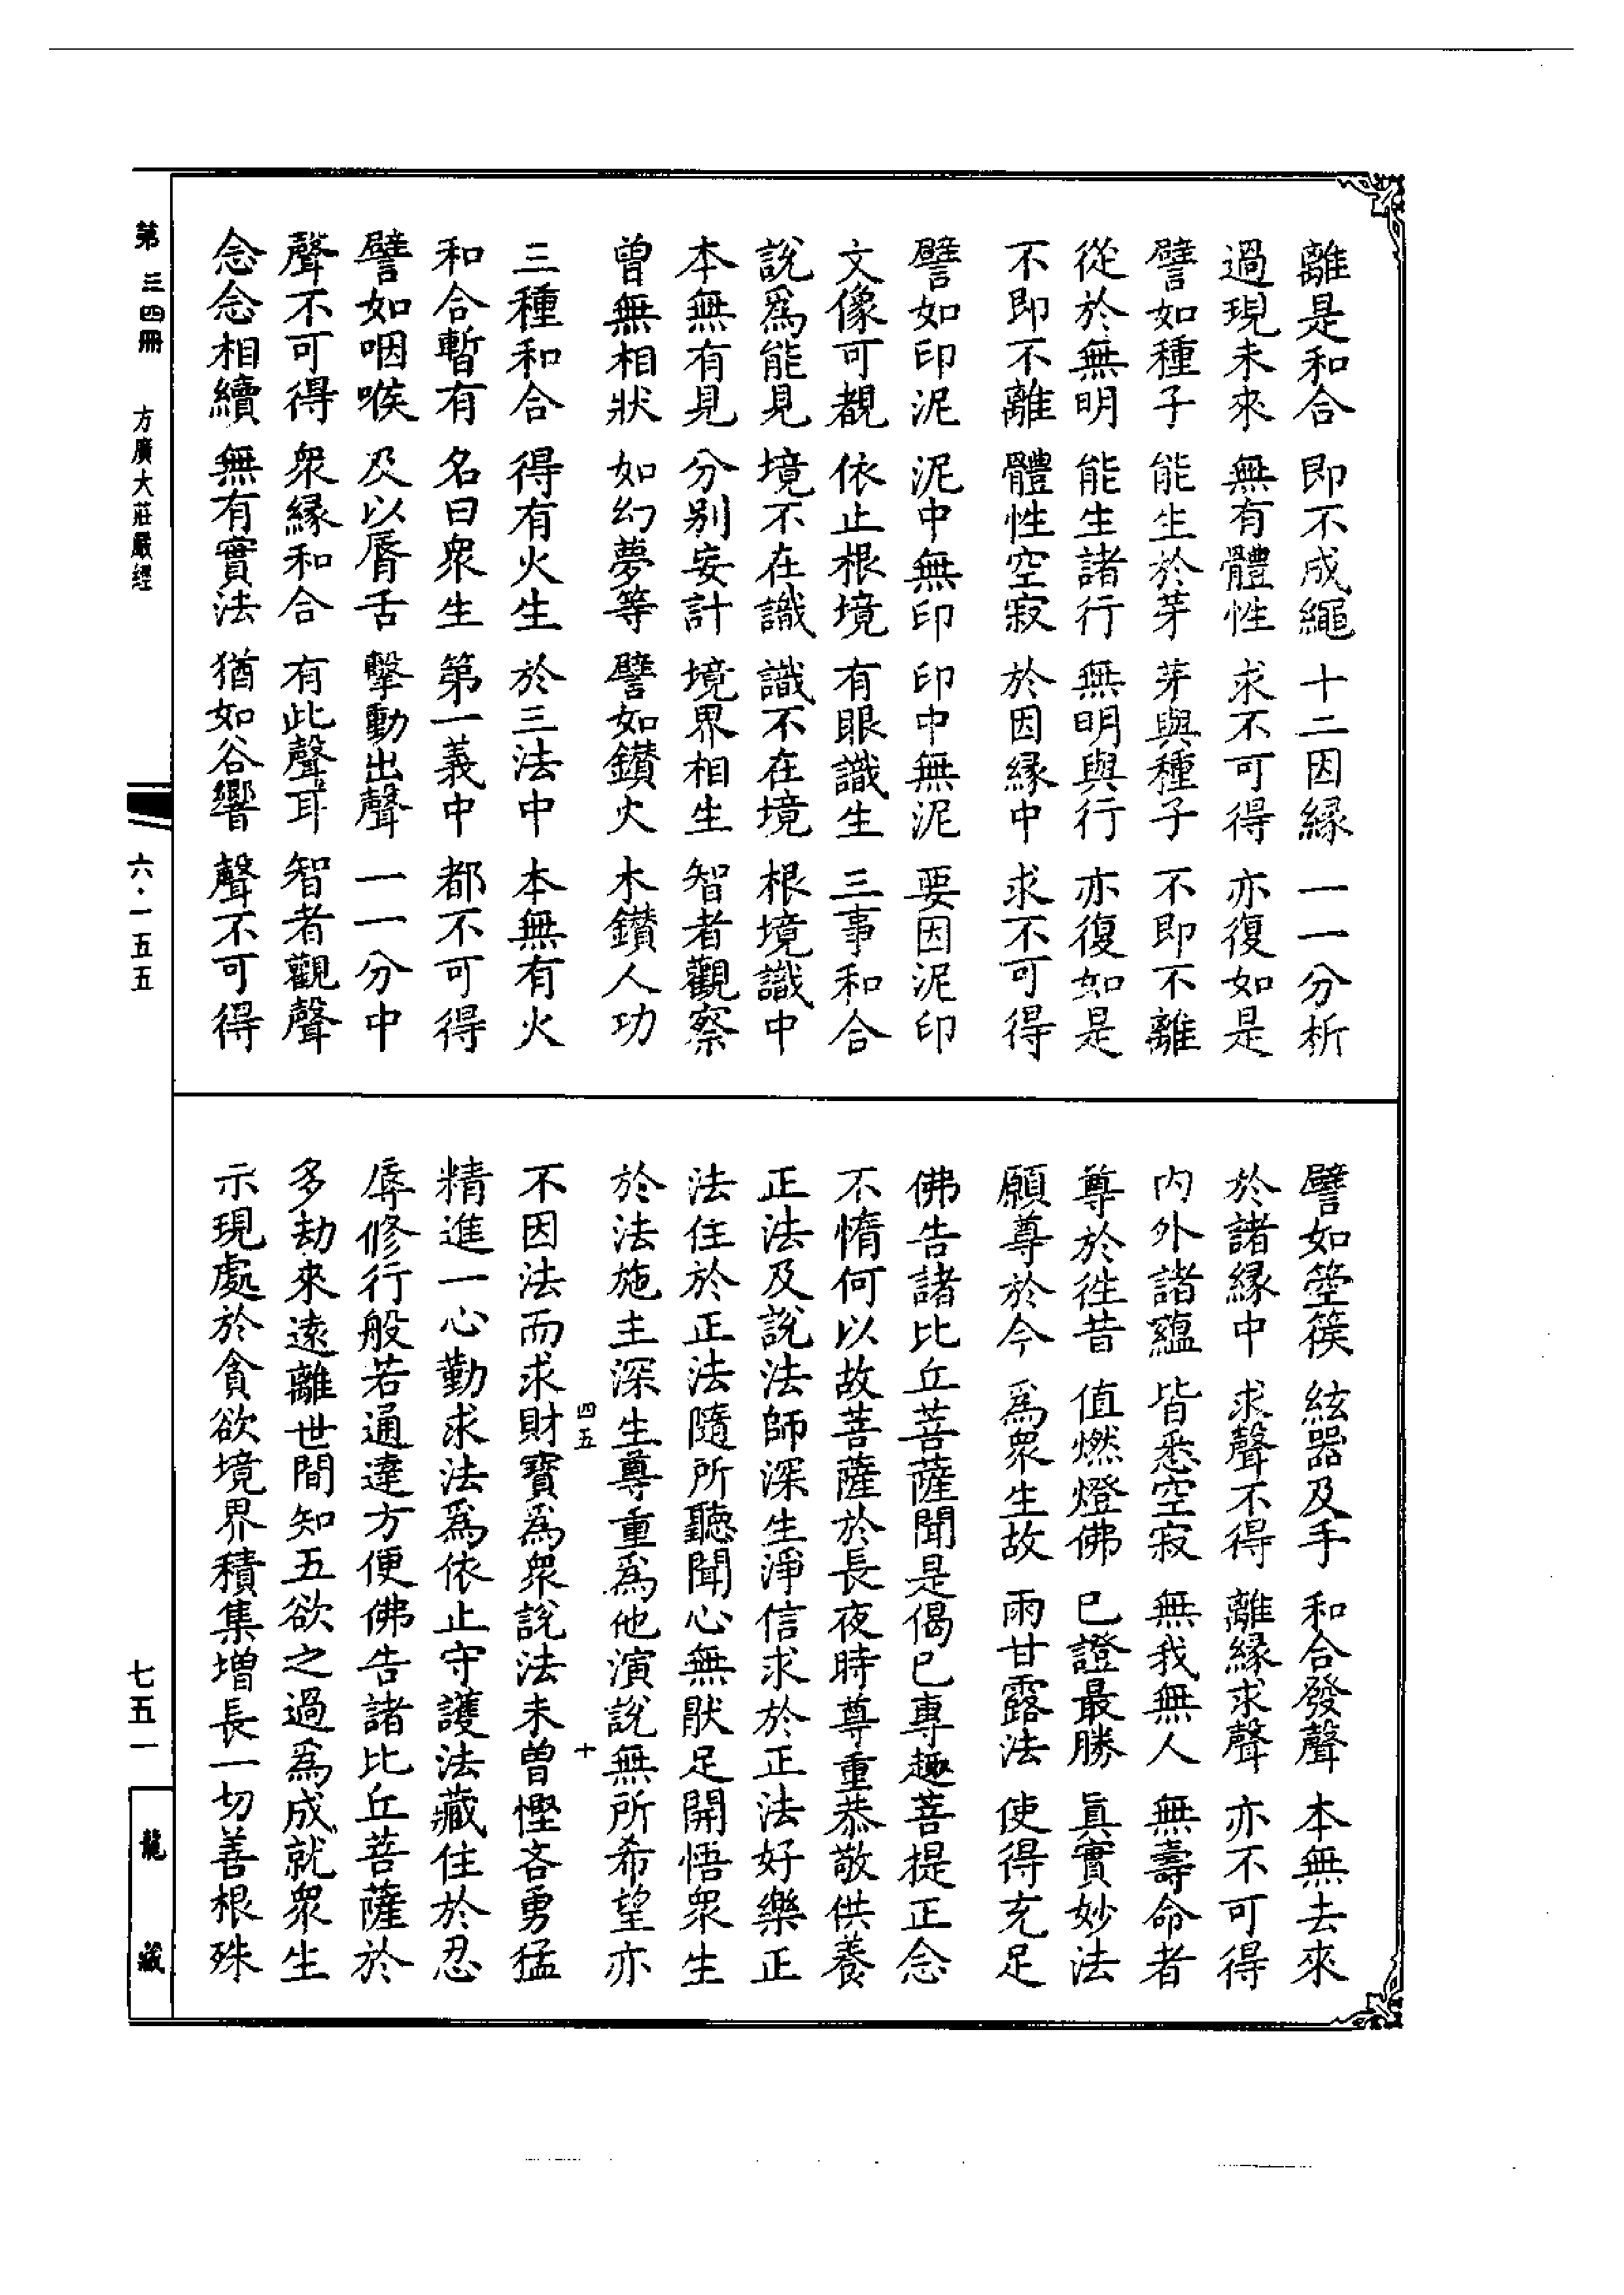 離是和合　即不成繩　十二因縁　一一分析
過現未來　無有體性　求不可得　亦復如是
譬如種子　能生於芽　芽與種子　不即不離
從於無明　能生諸行　無明與行　亦復如是
不即不離　體性空寂　於因縁中　求不可得
譬如印泥　泥中無印　印中無泥　要因泥印
文像可覩　依止根境　有眼識生　三事和合
說爲能見　境不在識　識不在境　根境識中
本無有見　分別妄計　境界相生　智者觀察
曾無相狀　如幻夢等　譬如鑚火　木鑚人功
三種和合　得有火生　於三法中　本無有火
和合暫有　名曰衆生　第一義中　都不可得
譬如咽喉　及以脣舌　擊動出聲　一一分中
聲不可得　衆縁和合　有此聲耳　智者觀聲
念念相續　無有實法　猶如谷響　聲不可得
譬如箜篌　絃器及手　和合發聲　本無去來
於諸縁中　求聲不得　離縁求聲　亦不可得
内外諸蘊　皆悉空寂　無我無人　無壽命者
尊於徃昔　值燃燈佛　已證最勝　眞實妙法
願尊於今　爲衆生故　雨甘露法　使得充足
佛告諸比丘菩薩聞是偈已專趣菩提正念
不惰何以故菩薩於長夜時尊重恭敬供養
正法及說法師深生淨信求於正法好樂正
法住於正法隨所聽聞心無猒足開悟衆生
於法施主深生尊重爲他演說無所希望亦
四五　十
不因法而求財寶爲衆說法未曾慳吝勇猛
精進一心勤求法爲依止守護法藏住於忍
辱修行般若通達方便佛告諸比丘菩薩於
多劫來遠離世間知五欲之過爲成就衆生
示現處於貪欲境界積集增長一切善根殊
第三四冊　方廣大莊嚴經　六·一五五　七五一　龍藏